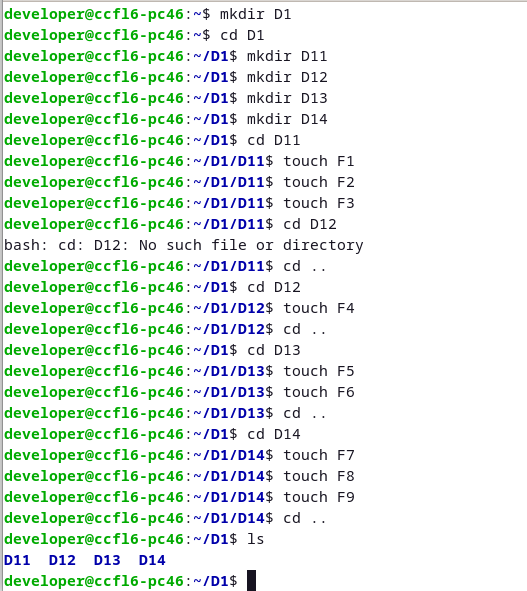 developer@ccfl6-pc46:~$ mkdir D1
developer@ccfl6-pc46:~$ cd D1
developer@ccfl6-pc46:~/D1$ mkdir D11
developer@ccfl6-pc46:~/D1$ mkdir D12
developer@ccfl6-pc46:~/D1$ mkdir D13
developer@ccfl6-pc46:~/D1$ mkdir D14
developer@ccfl6-pc46:~/D1$ cd D11
developer@ccfl6-pc46:~/D1/D11$ touch F1
developer@ccfl6-pc46:~/D1/D11$ touch F2
developer@ccfl6-pc46:~/D1/D11$ touch F3
developer@ccfl6-pc46:~/D1/D11$ cd D12
bash: cd: D12: No such file or directory
developer@ccfl6-pc46:~/D1/D11$ cd ..
developer@ccfl6-pc46:~/D1$ cd D12
developer@ccfl6-pc46:~/D1/D12$ touch F4
developer@ccfl6-pc46:~/D1/D12$ cd ..
developer@ccfl6-pc46:~/D1$ cd D13
developer@ccfl6-pc46:~/D1/D13$ touch F5
developer@ccfl6-pc46:~/D1/D13$ touch F6
developer@ccfl6-pc46:~/D1/D13$ cd ..
developer@ccfl6-pc46:~/D1$ cd D14
developer@ccfl6-pc46:~/D1/D14$ touch F7
developer@ccfl6-pc46:~/D1/D14$ touch F8
developer@ccfl6-pc46:~/D1/D14$ touch F9
developer@ccfl6-pc46:~/D1/D14$ cd ..
developer@ccfl6-pc46:~/D1$ ls
D11  D12  D13  D14
developer@ccfl6-pc46:~/D1$